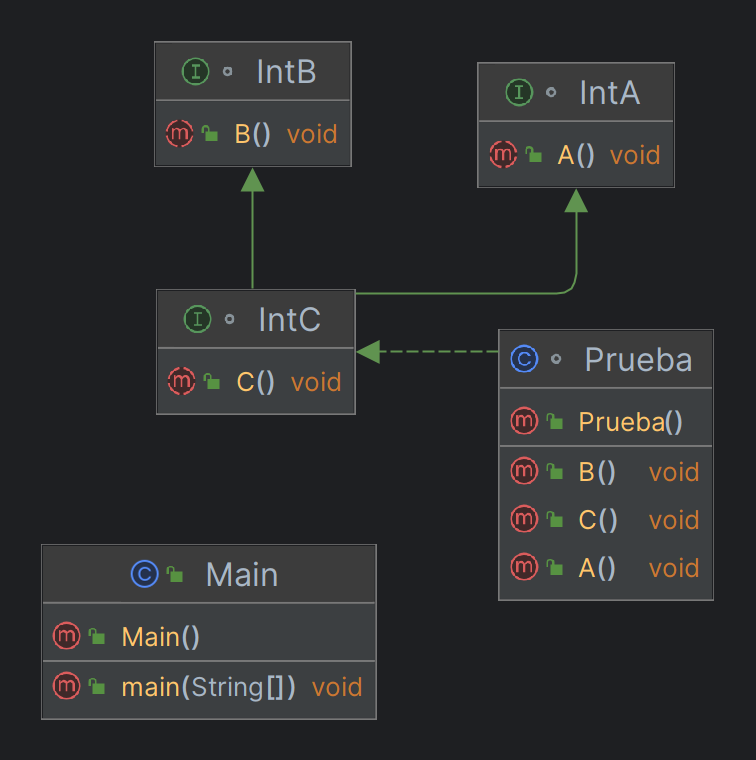 IntB
B() void
IntA
A() void
IntC
C() void
Prueba
Prueba()
B() void
C() void
A() void
Main
Main()
main(String[]) void